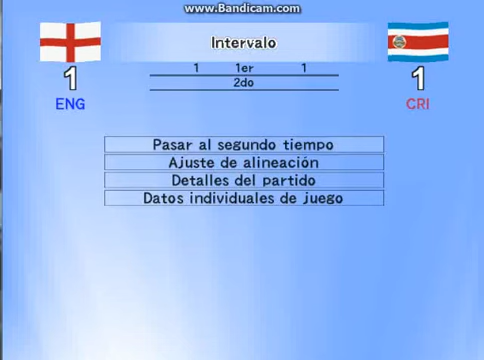 www.Bandicam.com
Intervalo
1 1 1er 1 1
2do
ENG CRI
Pasar al segundo tiempo
Ajuste de alineación
Detalles del partido
Datos individuales de juego